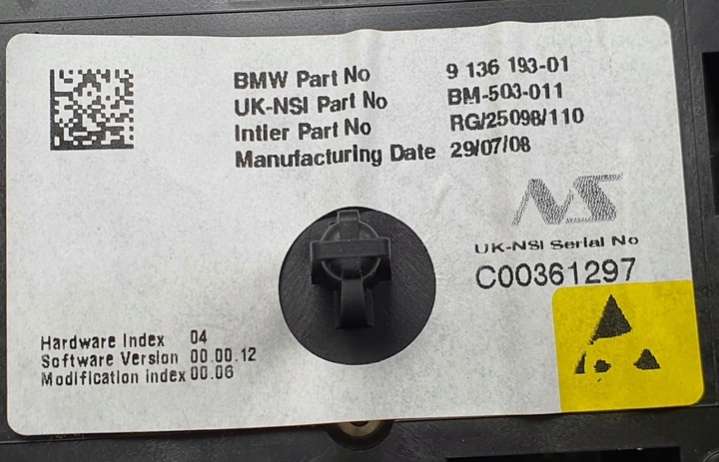 BMW Part No 9 136 193-01
UK-NSI Part No BM-503-011
Intier Part No RG/25098/110
Manufacturing Date 29/07/08
NS
UK-NSI Serial No
C00361297
Hardware Index 04
Software Version 00.00.12
Modification index 00.06